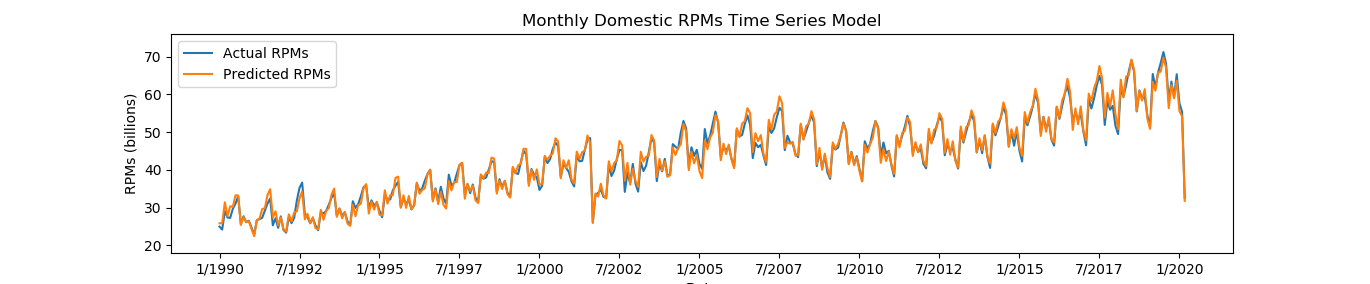 Monthly Domestic RPMs Time Series Model
Actual RPMs
Predicted RPMs
RPMs (billions)
70
60
50
40
30
20
1/1990 7/1992 1/1995 7/1997 1/2000 7/2002 1/2005 7/2007 1/2010 7/2012 1/2015 7/2017 1/2020